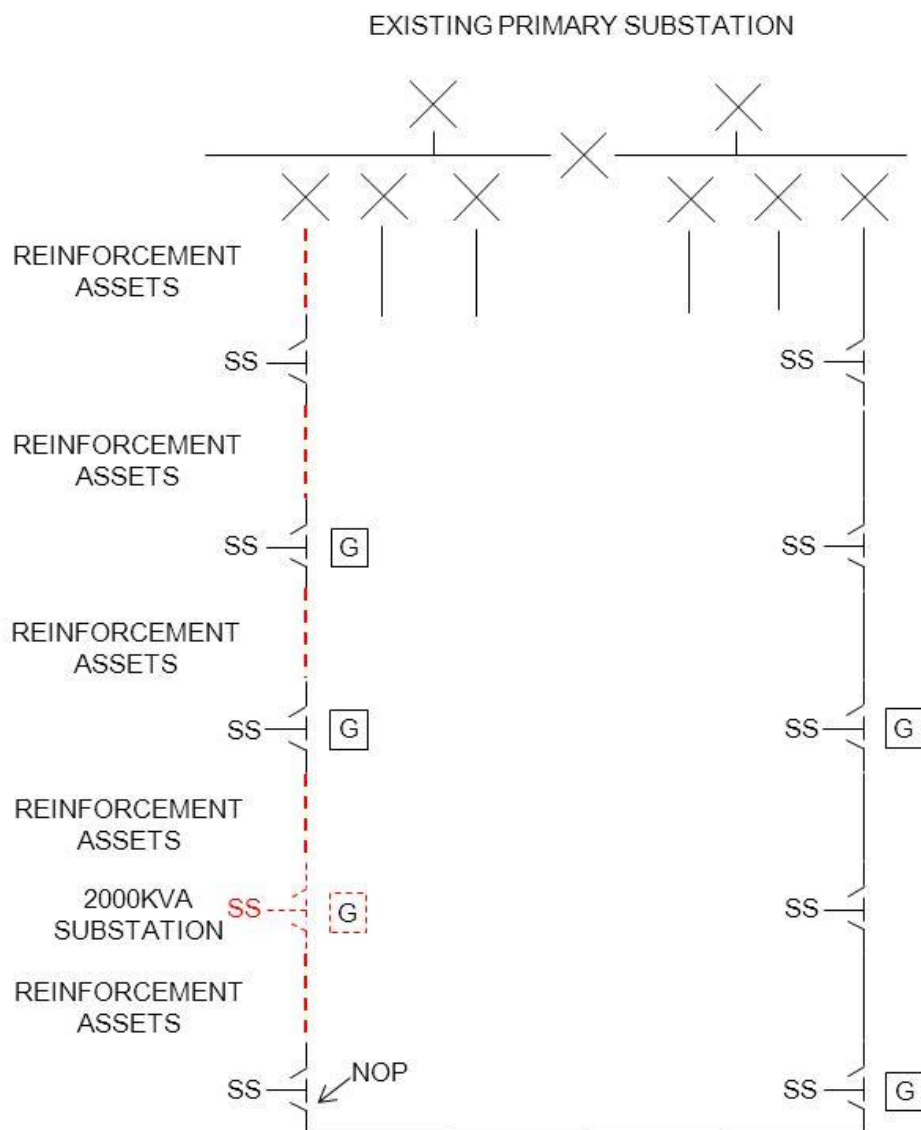 EXISTING PRIMARY SUBSTATION
REINFORCEMENT
ASSETS
SS
SS
REINFORCEMENT
ASSETS
SS
G
SS
REINFORCEMENT
ASSETS
SS
G
SS
G
REINFORCEMENT
ASSETS
2000KVA
SUBSTATION
SS
G
SS
REINFORCEMENT
ASSETS
SS
NOP
SS
G